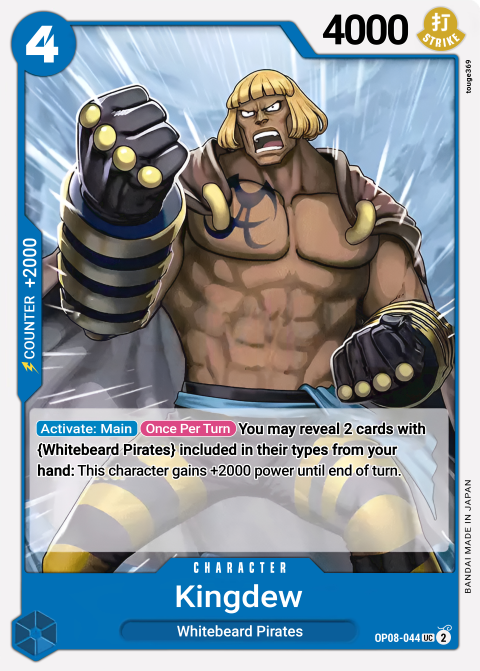 4
4000
打
STRIKE
touge369
COUNTER +2000
Activate: Main Once Per Turn You may reveal 2 cards with
{Whitebeard Pirates} included in their types from your
hand: This character gains +2000 power until end of turn.
BANDAI MADE IN JAPAN
CHARACTER
Kingdew
Whitebeard Pirates
OP08-044 UC 2